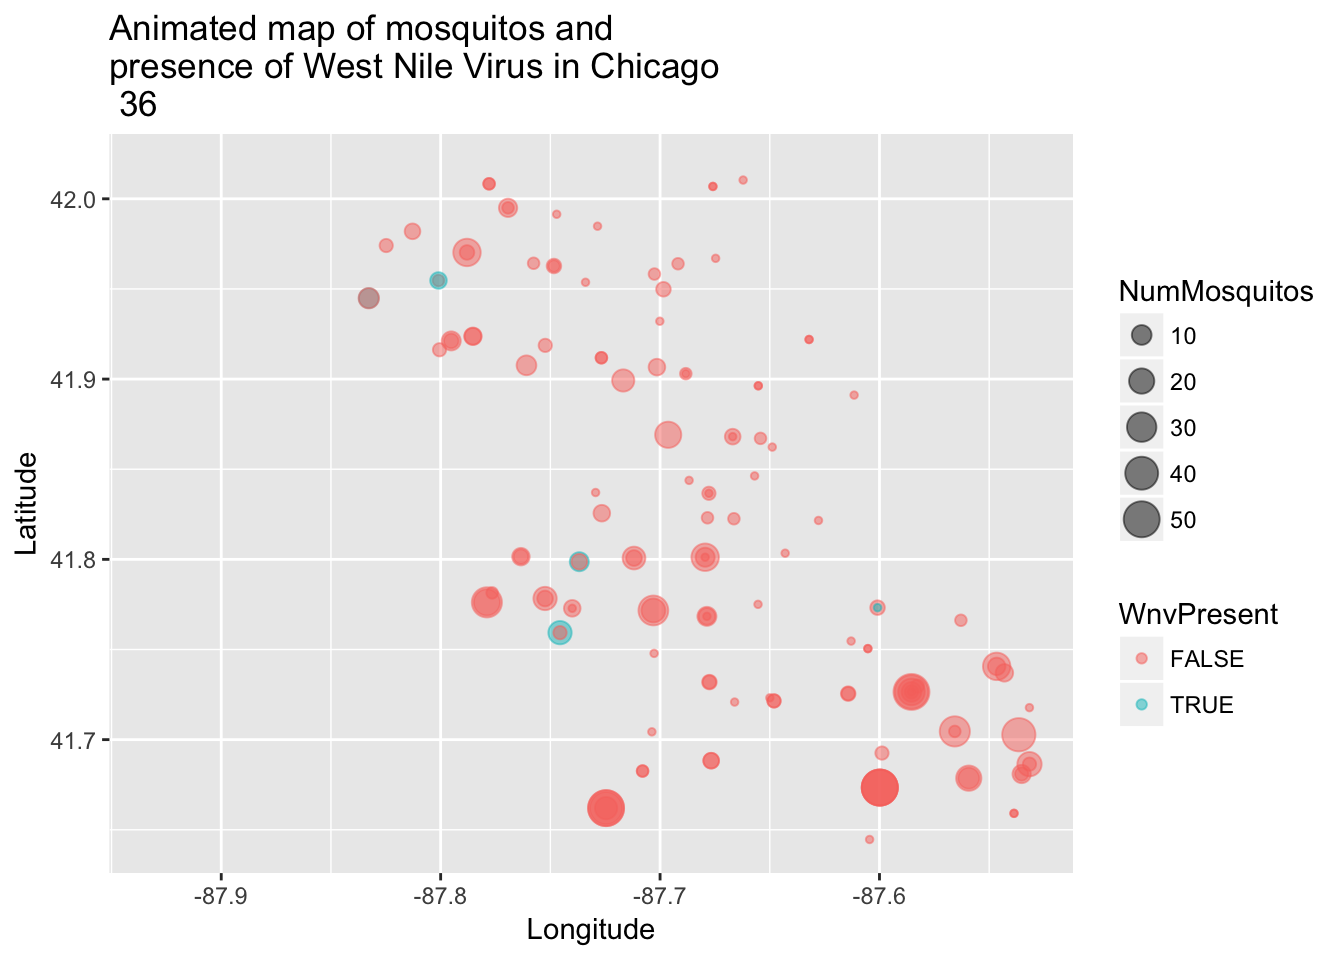 Animated map of mosquitos and
presence of West Nile Virus in Chicago
36
42.0
41.9
41.8
41.7
Latitude
-87.9
-87.8
-87.7
-87.6
Longitude
NumMosquitos
10
20
30
40
50
WnvPresent
FALSE
TRUE